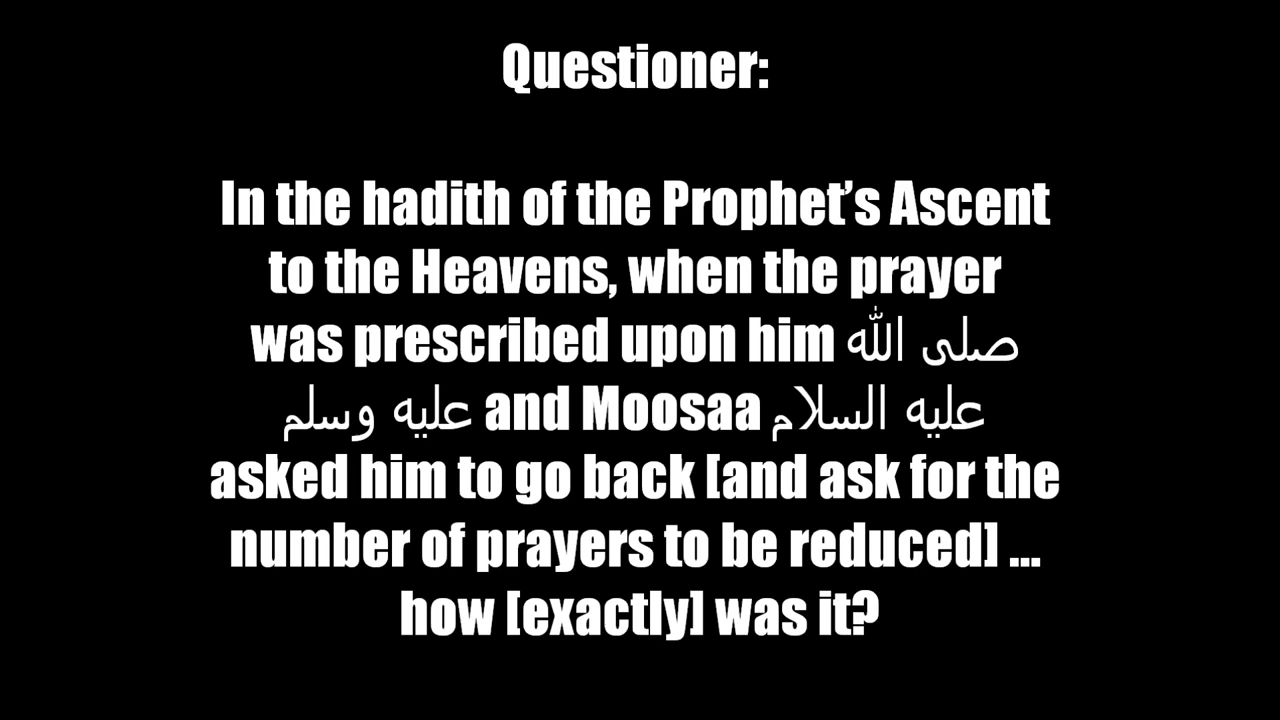 Questioner:
In the hadith of the Prophet’s Ascent
to the Heavens, when the prayer
was prescribed upon him صلى الله
عليه وسلم and Moosaa عليه السلام
asked him to go back [and ask for the
number of prayers to be reduced] ...
how [exactly] was it?